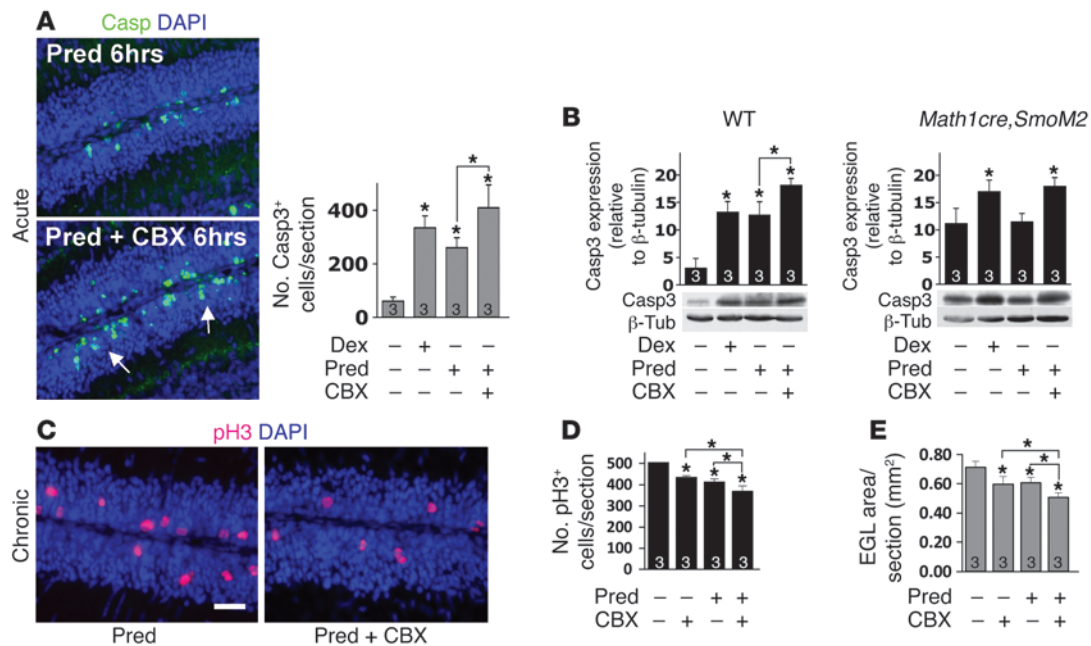 A
Casp DAPI
Pred 6hrs
Pred + CBX 6hrs
Acute
No. Casp3+
cells/section
400
200
0
3 3 3 3
* * * *
Dex – + – –
Pred – – + +
CBX – – – +
B
WT
Casp3 expression
(relative
to β-tubulin)
20
15
10
5
0
* * * *
3 3 3 3
Casp3
β-Tub
Dex – + – –
Pred – – + +
CBX – – – +
Math1cre,SmoM2
Casp3 expression
(relative
to β-tubulin)
20
15
10
5
0
* *
3 3 3 3
Casp3
β-Tub
Dex – + – –
Pred – – + +
CBX – – – +
C
pH3 DAPI
Chronic
Pred
Pred + CBX
D
No. pH3+
cells/section
500
400
300
200
100
0
* * * * *
3 3 3 3
Pred – – + +
CBX – + – +
E
EGL area/
section (mm2)
0.80
0.60
0.40
0.20
0.00
* * * * *
3 3 3 3
Pred – – + +
CBX – + – +